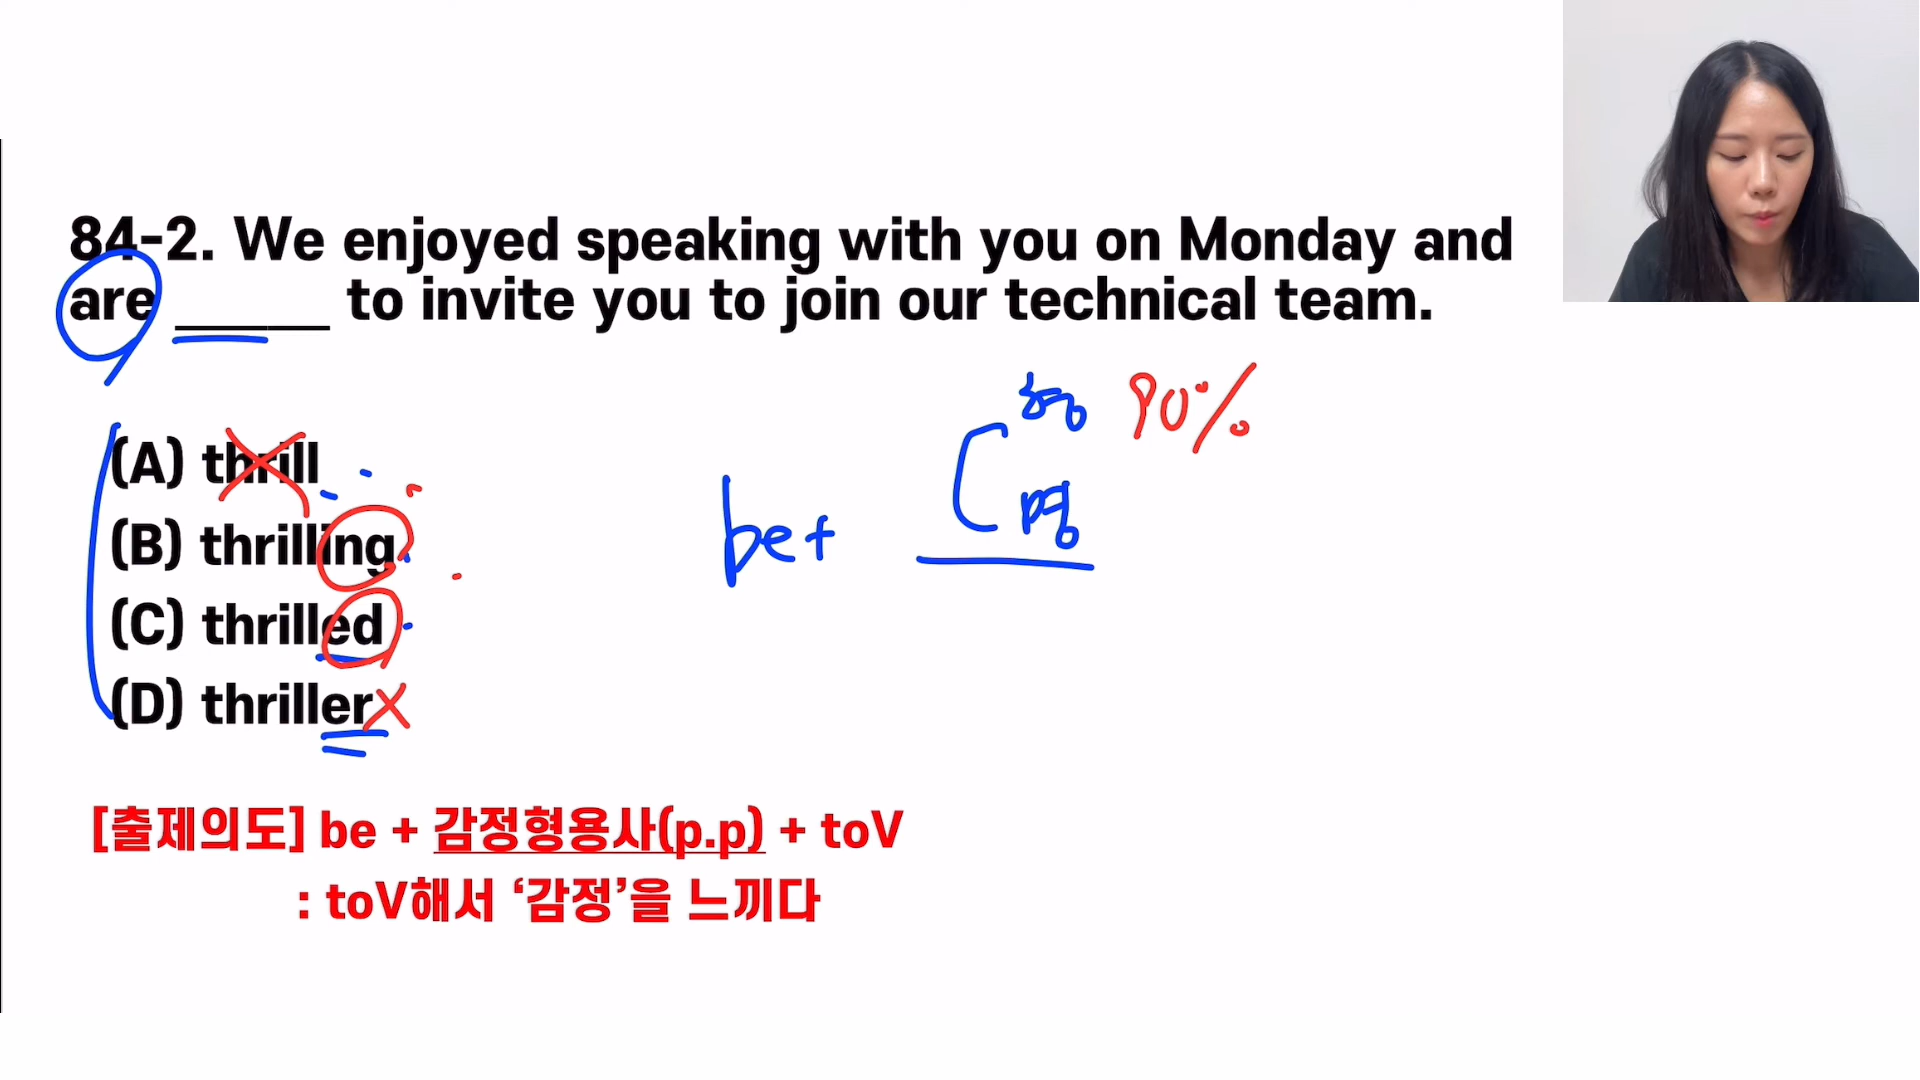 84-2. We enjoyed speaking with you on Monday and
are ______ to invite you to join our technical team.
(A) thrill
(B) thrilling
(C) thrilled
(D) thriller
be+
형
명
90%
[출제의도] be + 감정형용사(p.p) + toV
: toV해서 ‘감정’을 느끼다